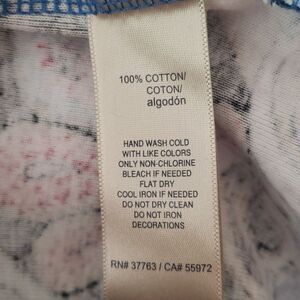 100% COTTON/
COTON/
algodón
HAND WASH COLD
WITH LIKE COLORS
ONLY NON-CHLORINE
BLEACH IF NEEDED
FLAT DRY
COOL IRON IF NEEDED
DO NOT DRY CLEAN
DO NOT IRON
DECORATIONS
RN# 37763 / CA# 55972